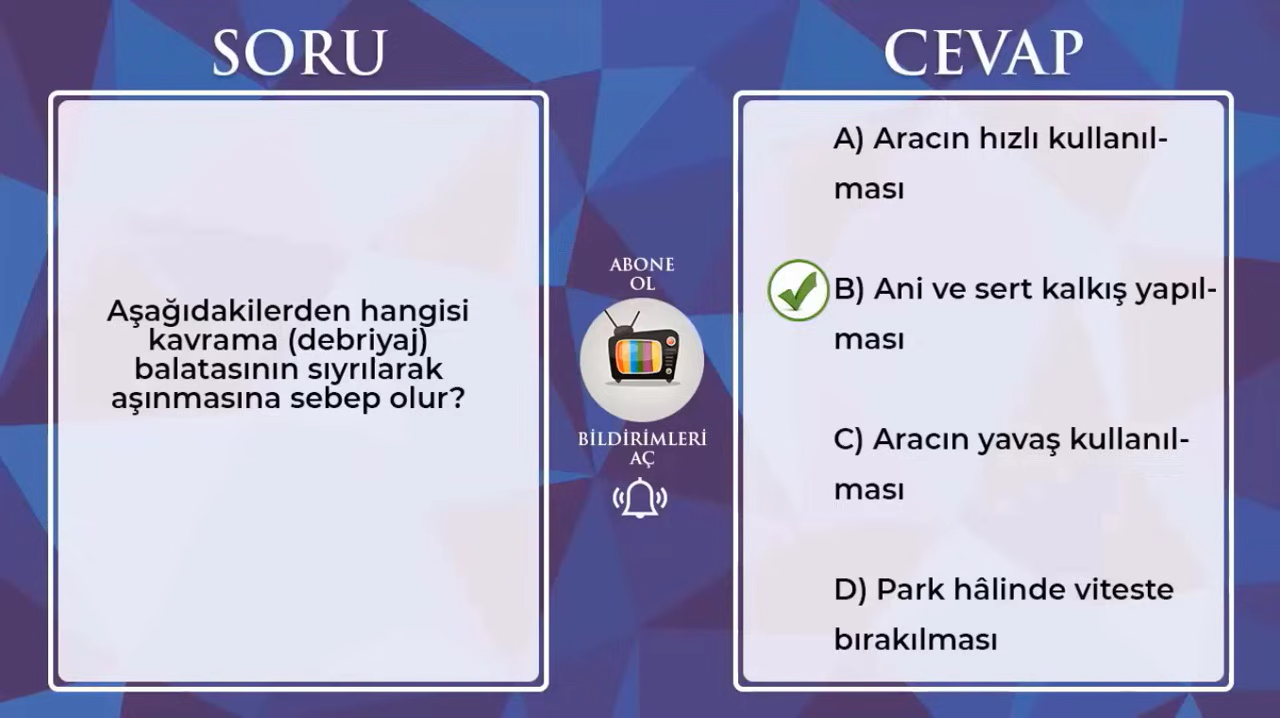 SORU
Aşağıdakilerden hangisi
kavrama (debriyaj)
balatasının sıyrılarak
aşınmasına sebep olur?
ABONE
OL
BİLDİRİMLERİ
AÇ
CEVAP
A) Aracın hızlı kullanıl-
ması
B) Ani ve sert kalkış yapıl-
ması
C) Aracın yavaş kullanıl-
ması
D) Park hâlinde viteste
bırakılması